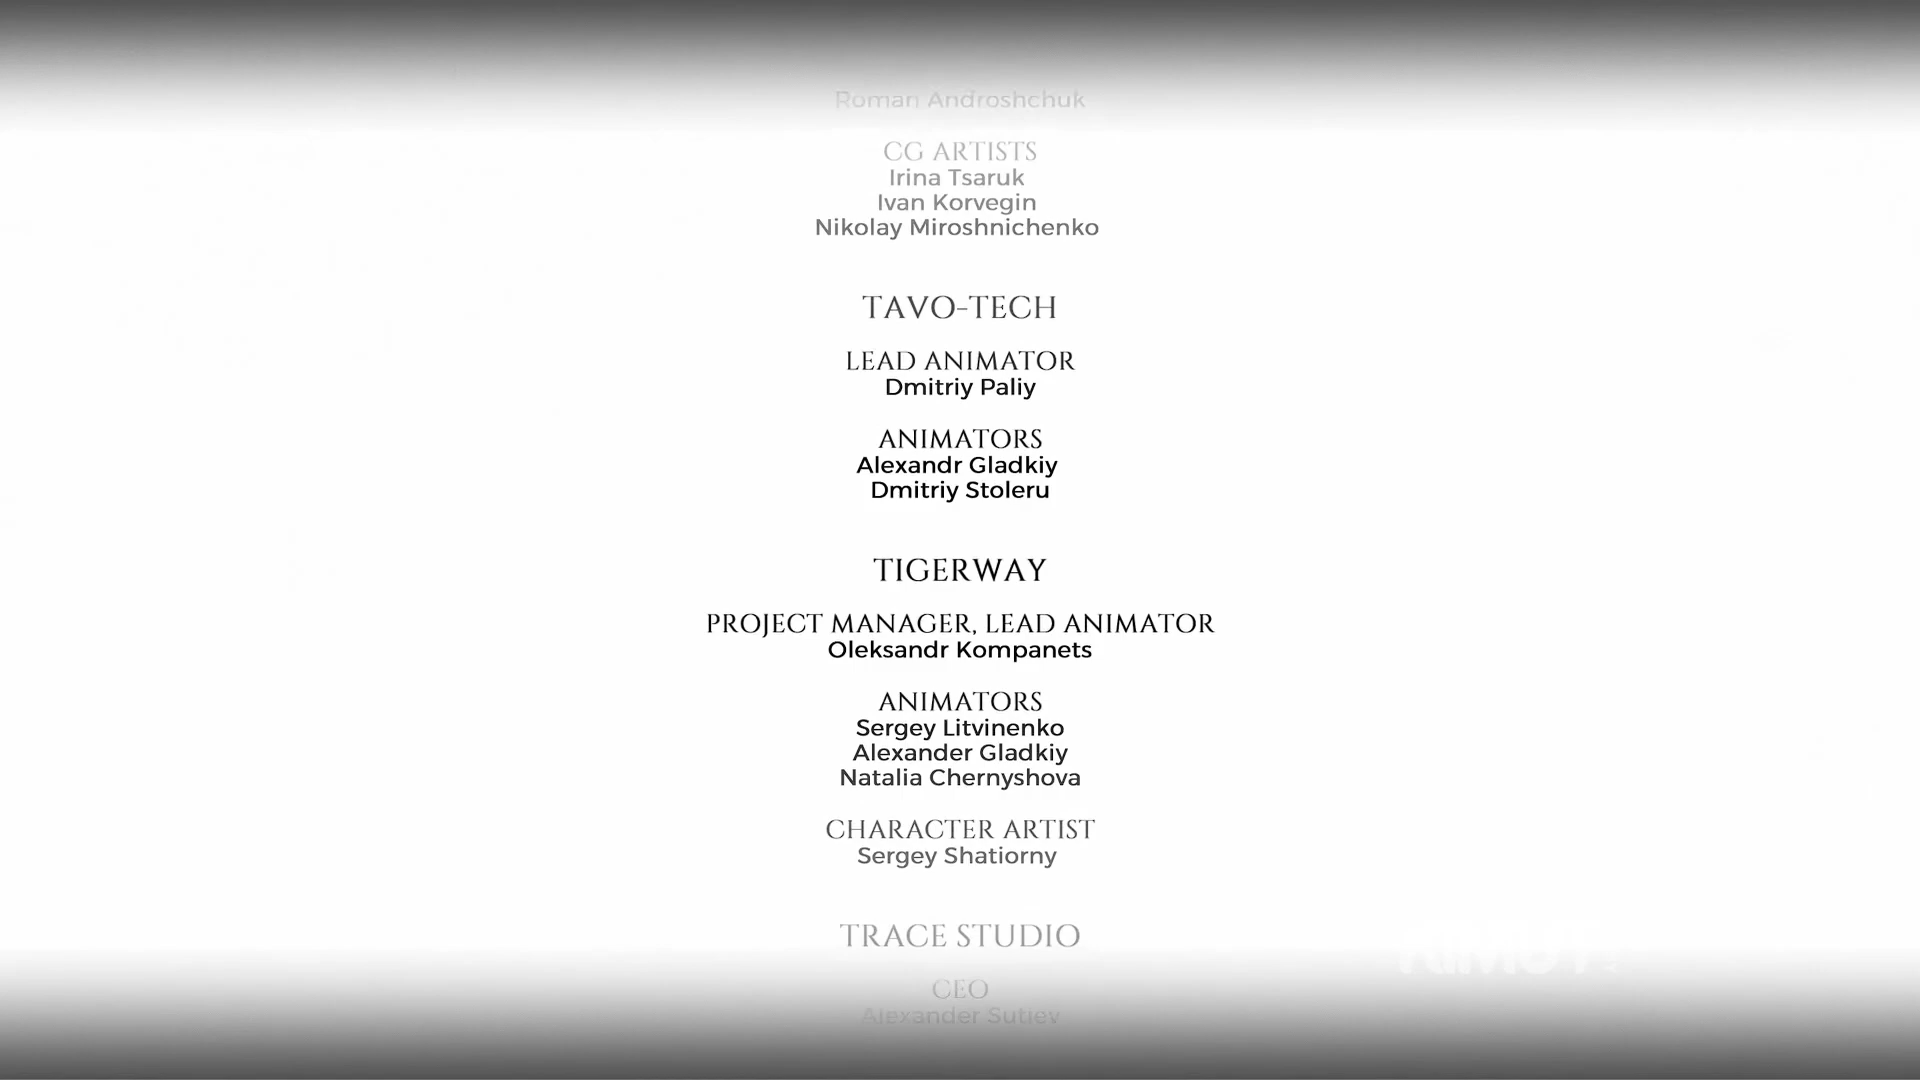 Roman Androshchuk
CG ARTISTS
Irina Tsaruk
Ivan Korvegin
Nikolay Miroshnichenko
TAVO-TECH
LEAD ANIMATOR
Dmitriy Paliy
ANIMATORS
Alexandr Gladkiy
Dmitriy Stoleru
TIGERWAY
PROJECT MANAGER, LEAD ANIMATOR
Oleksandr Kompanets
ANIMATORS
Sergey Litvinenko
Alexander Gladkiy
Natalia Chernyshova
CHARACTER ARTIST
Sergey Shatiorny
TRACE STUDIO
CEO
Alexander Sutiev